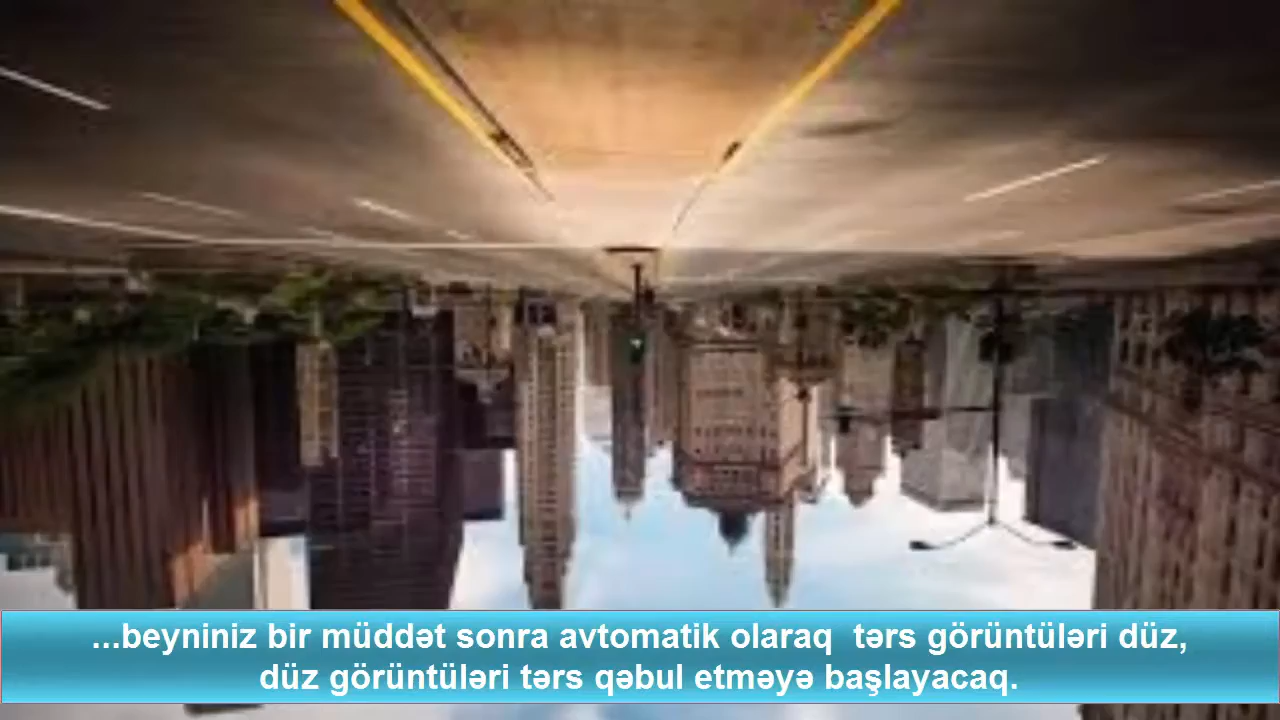 ...beyniniz bir müddət sonra avtomatik olaraq  tərs görüntüləri düz,
düz görüntüləri tərs qəbul etməyə başlayacaq.